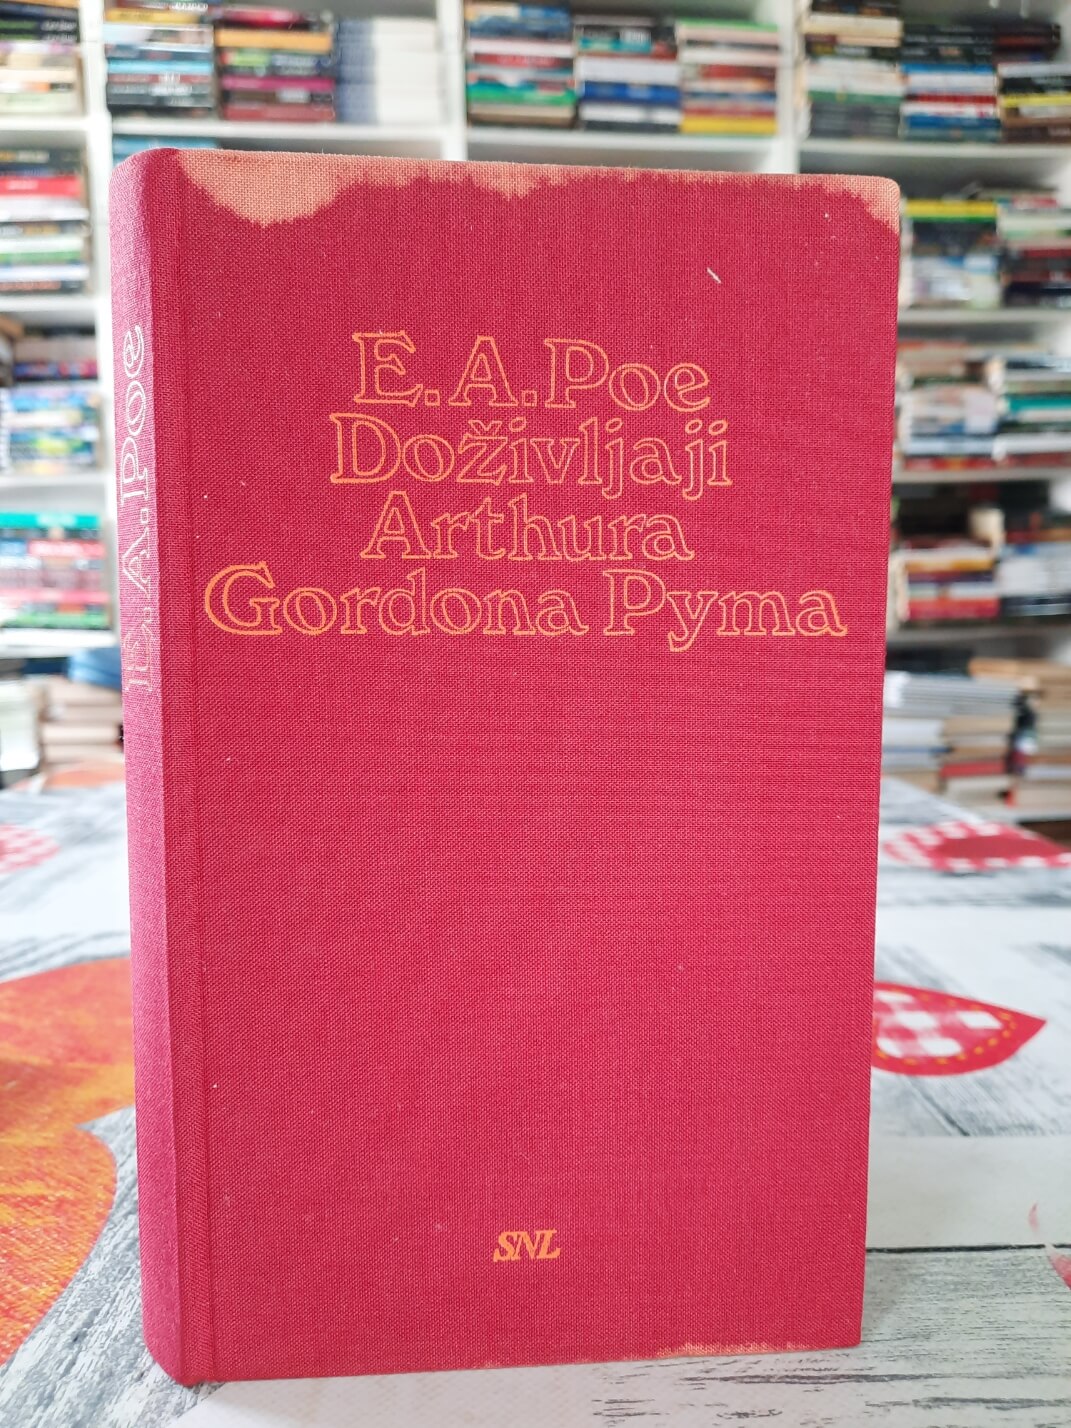 E. A. Poe
Doživljaji
Arthura
Gordona Pyma
SNL
E. A. Poe